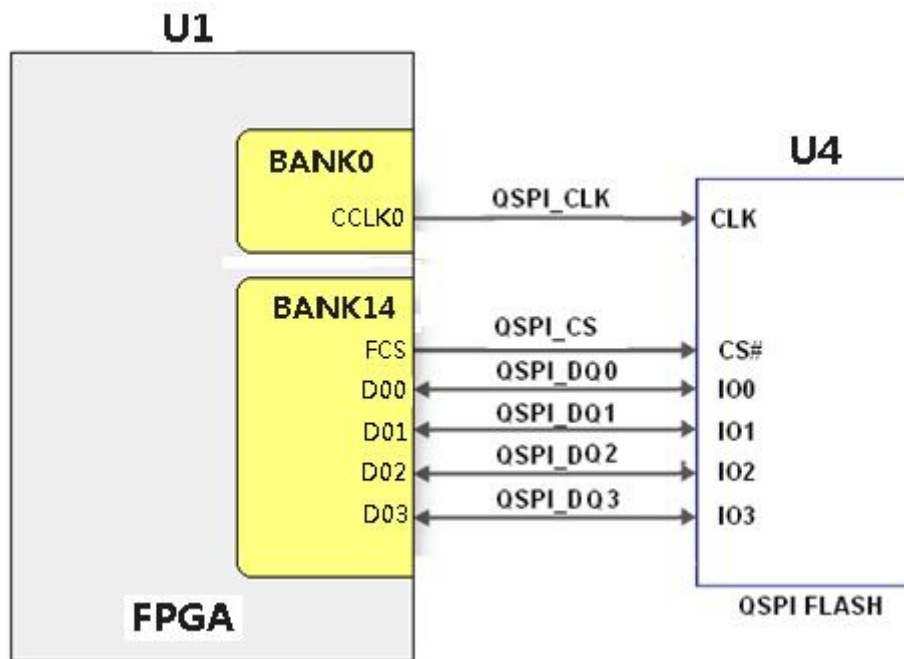 U1
U4
BANK0
CCLK0
QSPI_CLK
CLK
BANK14
FCS
QSPI_CS
CS#
D00
QSPI_DQ0
IO0
D01
QSPI_DQ1
IO1
D02
QSPI_DQ2
IO2
D03
QSPI_DQ3
IO3
FPGA
QSPI FLASH